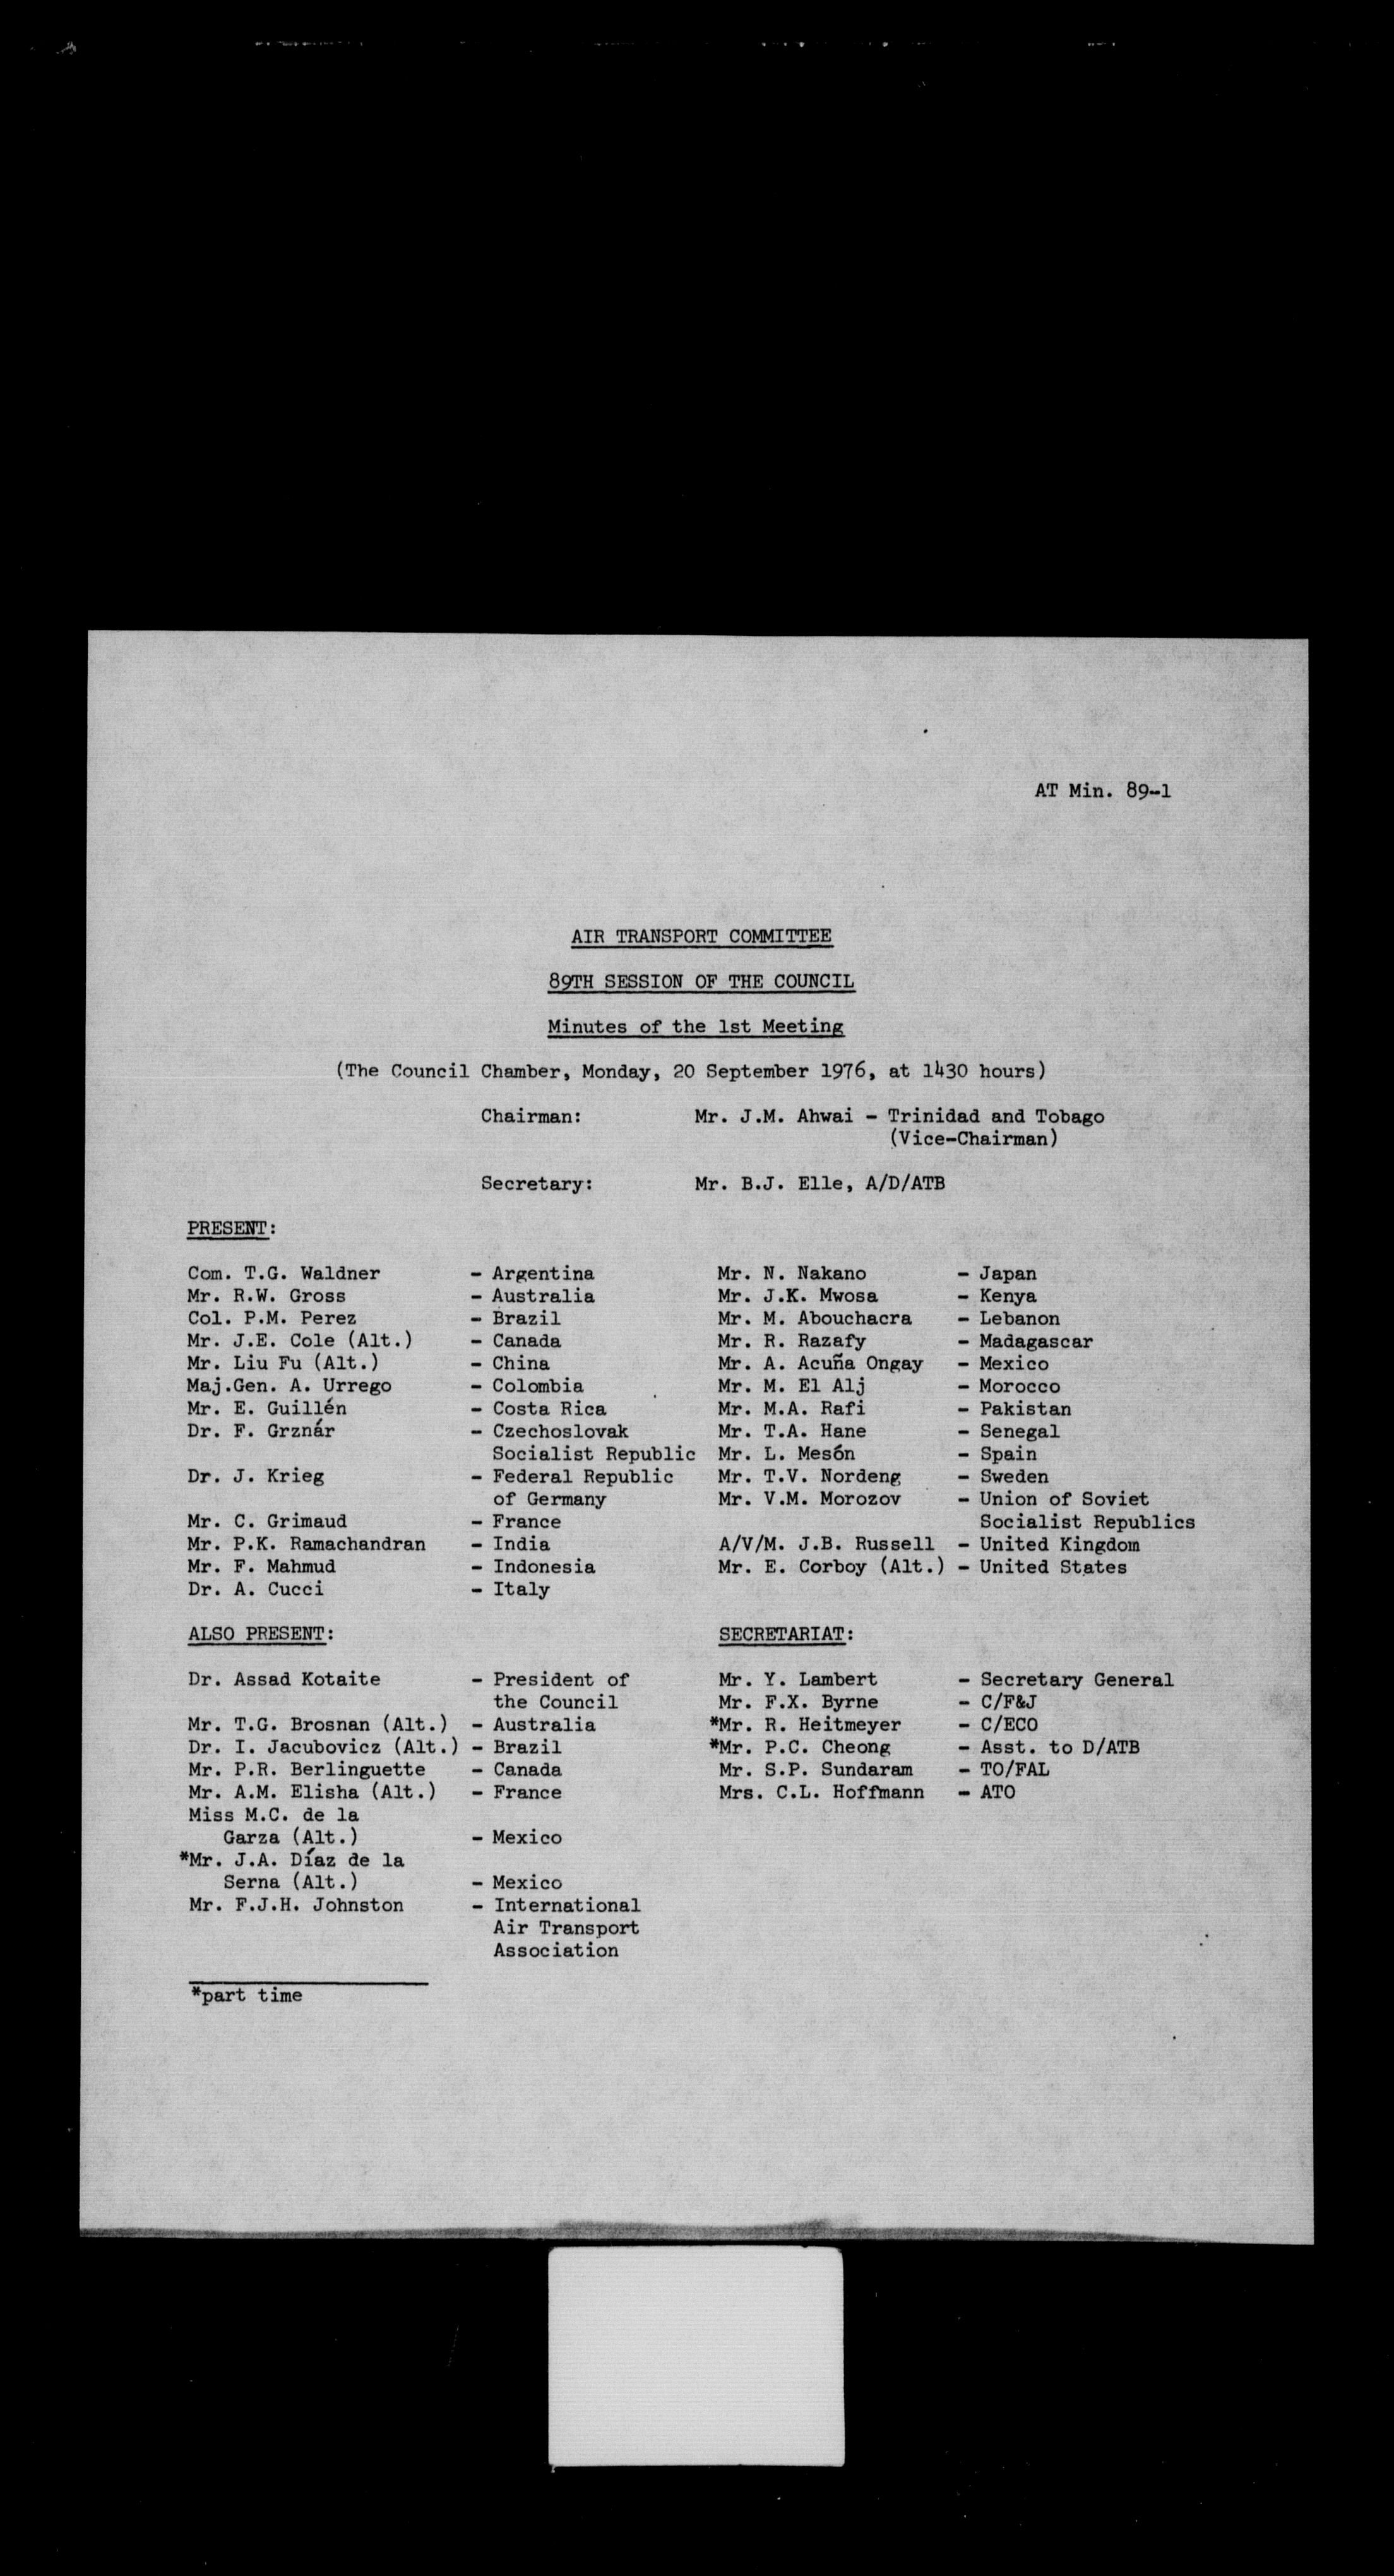 AT Min. 89-1
AIR TRANSPORT COMMITTEE
89TH SESSION OF THE COUNCIL
Minutes of the 1st Meeting
(The Council Chamber, Monday, 20 September 1976, at 1430 hours)
Chairman: Mr. J.M. Ahwai - Trinidad and Tobago
(Vice-Chairman)
Secretary: Mr. B.J. Elle, A/D/ATB
PRESENT:
Com. T.G. Waldner - Argentina
Mr. R.W. Gross - Australia
Col. P.M. Perez - Brazil
Mr. J.E. Cole (Alt.) - Canada
Mr. Liu Fu (Alt.) - China
Maj.Gen. A. Urrego - Colombia
Mr. E. Guillén - Costa Rica
Dr. F. Grznár - Czechoslovak
Socialist Republic
Dr. J. Krieg - Federal Republic
of Germany
Mr. C. Grimaud - France
Mr. P.K. Ramachandran - India
Mr. F. Mahmud - Indonesia
Dr. A. Cucci - Italy
Mr. N. Nakano - Japan
Mr. J.K. Mwosa - Kenya
Mr. M. Abouchacra - Lebanon
Mr. R. Razafy - Madagascar
Mr. A. Acuña Ongay - Mexico
Mr. M. El Alj - Morocco
Mr. M.A. Rafi - Pakistan
Mr. T.A. Hane - Senegal
Mr. L. Mesón - Spain
Mr. T.V. Nordeng - Sweden
Mr. V.M. Morozov - Union of Soviet
Socialist Republics
A/V/M. J.B. Russell - United Kingdom
Mr. E. Corboy (Alt.) - United States
ALSO PRESENT:
Dr. Assad Kotaite - President of
the Council
Mr. T.G. Brosnan (Alt.) - Australia
Dr. I. Jacubovicz (Alt.) - Brazil
Mr. P.R. Berlinguette - Canada
Mr. A.M. Elisha (Alt.) - France
Miss M.C. de la
Garza (Alt.) - Mexico
*Mr. J.A. Díaz de la
Serna (Alt.) - Mexico
Mr. F.J.H. Johnston - International
Air Transport
Association
SECRETARIAT:
Mr. Y. Lambert - Secretary General
Mr. F.X. Byrne - C/F&J
*Mr. R. Heitmeyer - C/ECO
*Mr. P.C. Cheong - Asst. to D/ATB
Mr. S.P. Sundaram - TO/FAL
Mrs. C.L. Hoffmann - ATO
*part time